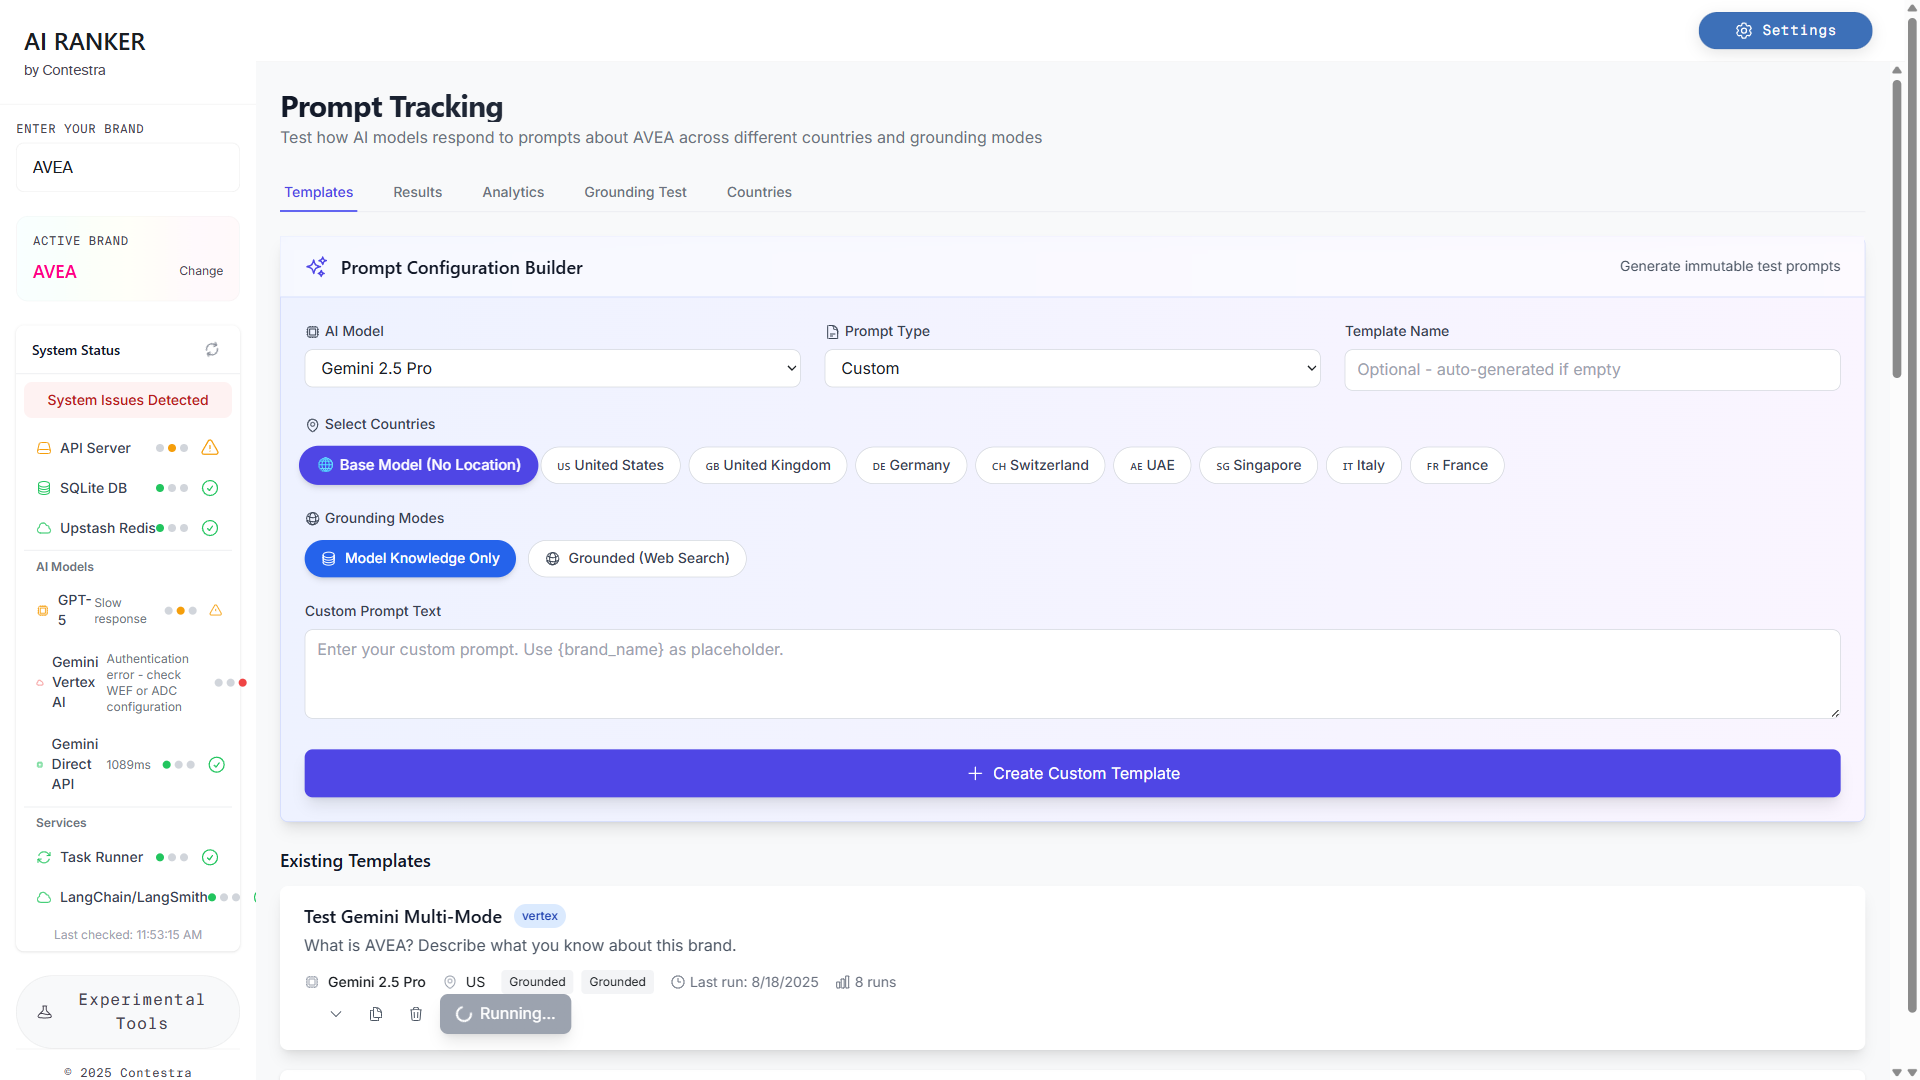 AI RANKER
by Contestra
Settings
ENTER YOUR BRAND
AVEA
ACTIVE BRAND
AVEA
Change
System Status
System Issues Detected
API Server
SQLite DB
Upstash Redis
AI Models
GPT-
5
Slow
response
Gemini
Vertex
AI
Authentication
error - check
WEF or ADC
configuration
Gemini
Direct
API
1089ms
Services
Task Runner
LangChain/LangSmith
Last checked: 11:53:15 AM
Experimental
Tools
© 2025 Contestra
Prompt Tracking
Test how AI models respond to prompts about AVEA across different countries and grounding modes
Templates
Results
Analytics
Grounding Test
Countries
Prompt Configuration Builder
Generate immutable test prompts
AI Model
Prompt Type
Template Name
Gemini 2.5 Pro
Custom
Optional - auto-generated if empty
Select Countries
Base Model (No Location)
US United States
GB United Kingdom
DE Germany
CH Switzerland
AE UAE
SG Singapore
IT Italy
FR France
Grounding Modes
Model Knowledge Only
Grounded (Web Search)
Custom Prompt Text
Enter your custom prompt. Use {brand_name} as placeholder.
Create Custom Template
Existing Templates
Test Gemini Multi-Mode
vertex
What is AVEA? Describe what you know about this brand.
Gemini 2.5 Pro
US
Grounded
Grounded
Last run: 8/18/2025
8 runs
Running...